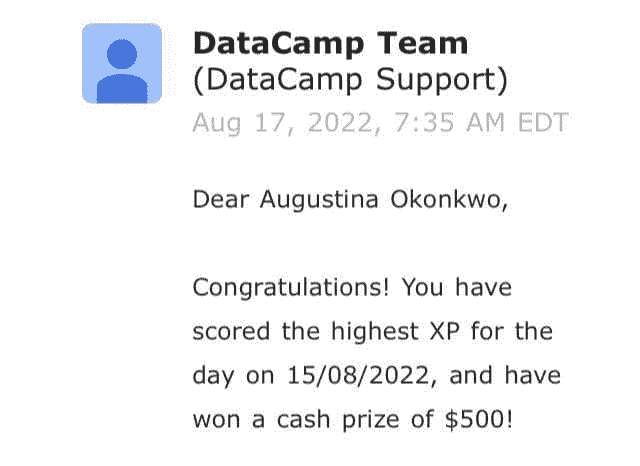 DataCamp Team
(DataCamp Support)
Aug 17, 2022, 7:35 AM EDT
Dear Augustina Okonkwo,
Congratulations! You have
scored the highest XP for the
day on 15/08/2022, and have
won a cash prize of $500!